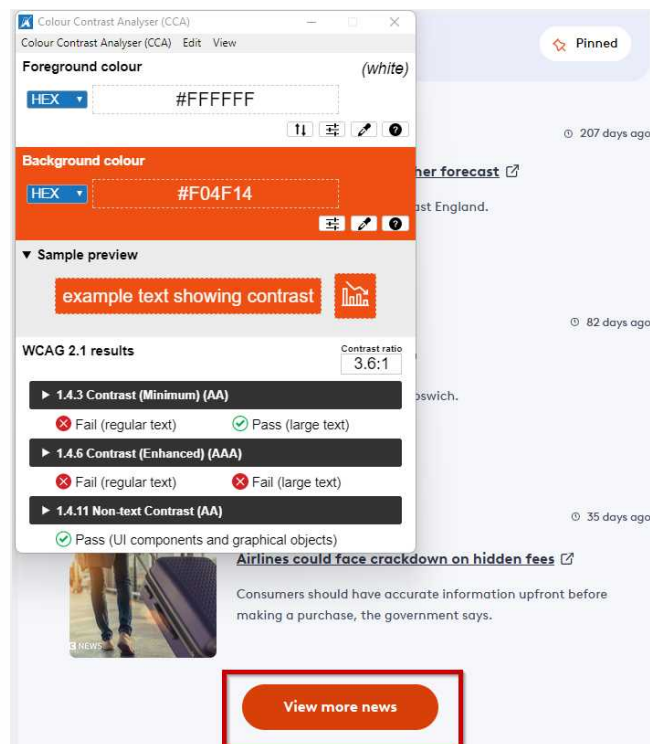 Colour Contrast Analyser (CCA)
Colour Contrast Analyser (CCA) Edit View
Foreground colour (white)
HEX #FFFFFF
Background colour
HEX #F04F14
Sample preview
example text showing contrast
WCAG 2.1 results
Contrast ratio
3.6:1
1.4.3 Contrast (Minimum) (AA)
Fail (regular text) Pass (large text)
1.4.6 Contrast (Enhanced) (AAA)
Fail (regular text) Fail (large text)
1.4.11 Non-text Contrast (AA)
Pass (UI components and graphical objects)
Pinned
207 days ago
her forecast
ast England.
82 days ago
oswich.
35 days ago
Airlines could face crackdown on hidden fees
Consumers should have accurate information upfront before
making a purchase, the government says.
NEWS
View more news